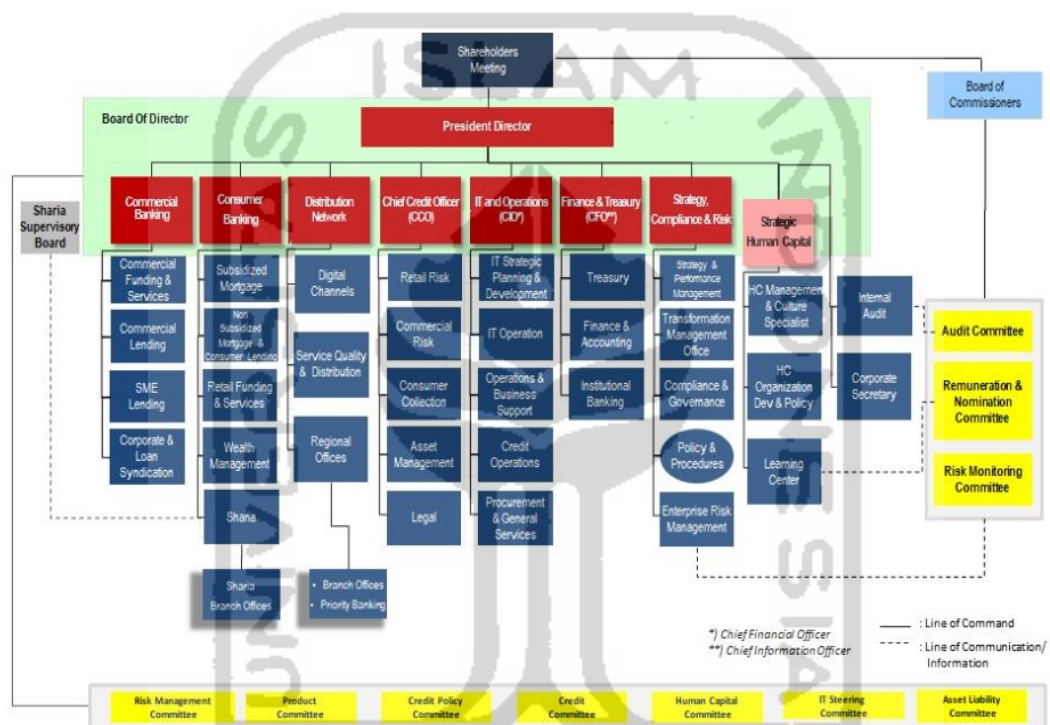 Shareholders
Meeting
Board of
Commissioners
Board Of Director
President Director
Sharia
Supervisory
Board
Commercial
Banking
Consumer
Banking
Distribution
Network
Chief Credit Officer
(CCO)
IT and Operations
(CIO*)
Finance & Treasury
(CFO**)
Strategy,
Compliance & Risk
Strategic
Human Capital
Commercial
Funding &
Services
Commercial
Lending
SME
Lending
Corporate &
Loan
Syndication
Subsidized
Mortgage
Non
Subsidized
Mortgage &
Consumer Lending
Retail Funding
& Services
Wealth
Management
Sharia
Sharia
Branch Offices
Digital
Channels
Service Quality
& Distribution
Regional
Offices
• Branch Offices
• Priority Banking
Retail Risk
Commercial
Risk
Consumer
Collection
Asset
Management
Legal
IT Strategic
Planning &
Development
IT Operation
Operations &
Business
Support
Credit
Operations
Procurement
& General
Services
Treasury
Finance &
Accounting
Institutional
Banking
Strategy &
Performance
Management
Transformation
Management
Office
Compliance &
Governance
Policy &
Procedures
Enterprise Risk
Management
HC Management
& Culture
Specialist
HC
Organization
Dev & Policy
Learning
Center
Internal
Audit
Corporate
Secretary
Audit Committee
Remuneration &
Nomination
Committee
Risk Monitoring
Committee
*) Chief Financial Officer
**) Chief Information Officer
: Line of Command
: Line of Communication/
Information
Risk Management
Committee
Product
Committee
Credit Policy
Committee
Credit
Committee
Human Capital
Committee
IT Steering
Committee
Asset Liability
Committee
UNIVERSITAS ISLAM INDONESIA